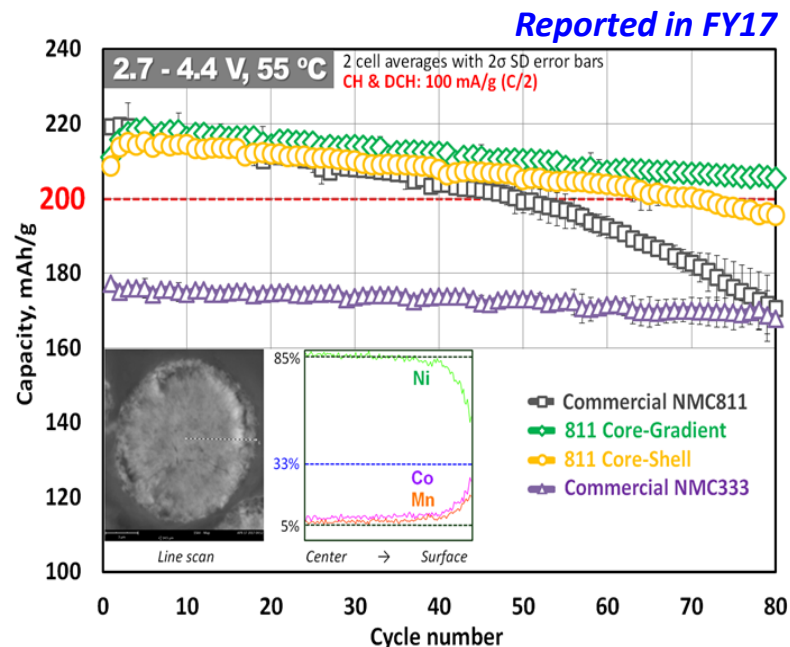 Reported in FY17
2.7 - 4.4 V, 55 ºC
2 cell averages with 2σ SD error bars
CH & DCH: 100 mA/g (C/2)
Capacity, mAh/g
240
220
200
180
160
140
120
100
85%
33%
5%
Ni
Co
Mn
Line scan
Center → Surface
Commercial NMC811
811 Core-Gradient
811 Core-Shell
Commercial NMC333
0 10 20 30 40 50 60 70 80
Cycle number